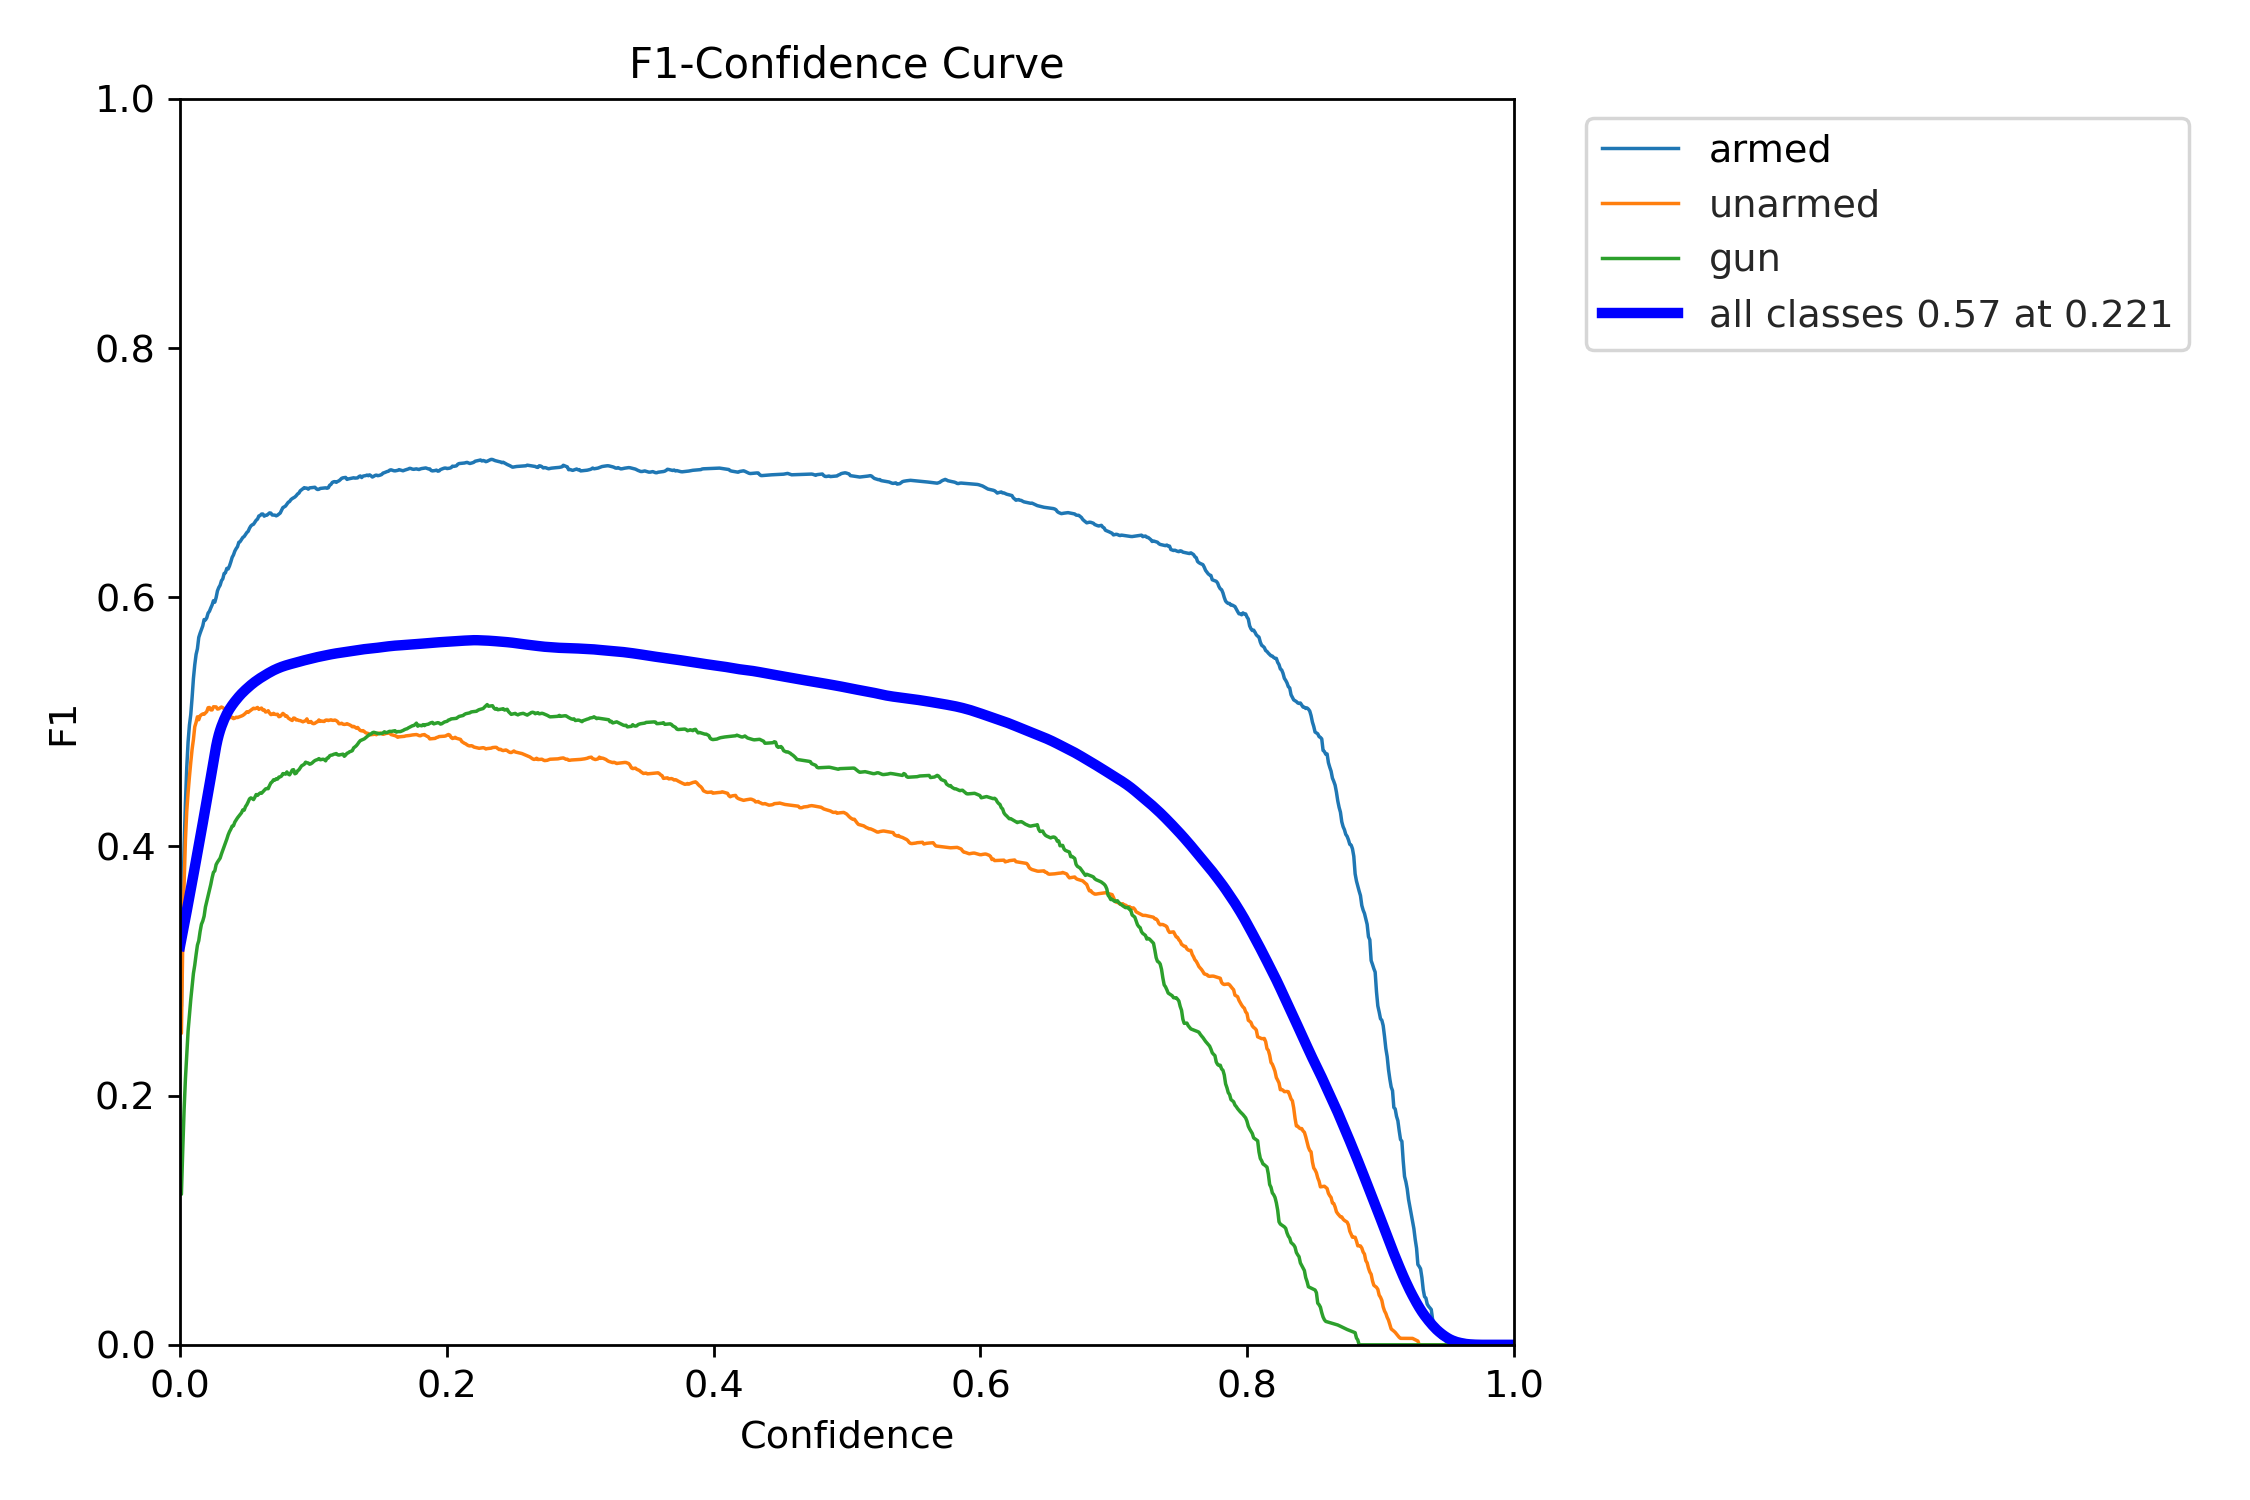 F1-Confidence Curve
1.0
0.8
0.6
0.4
0.2
0.0
F1
0.0 0.2 0.4 0.6 0.8 1.0
Confidence
armed
unarmed
gun
all classes 0.57 at 0.221